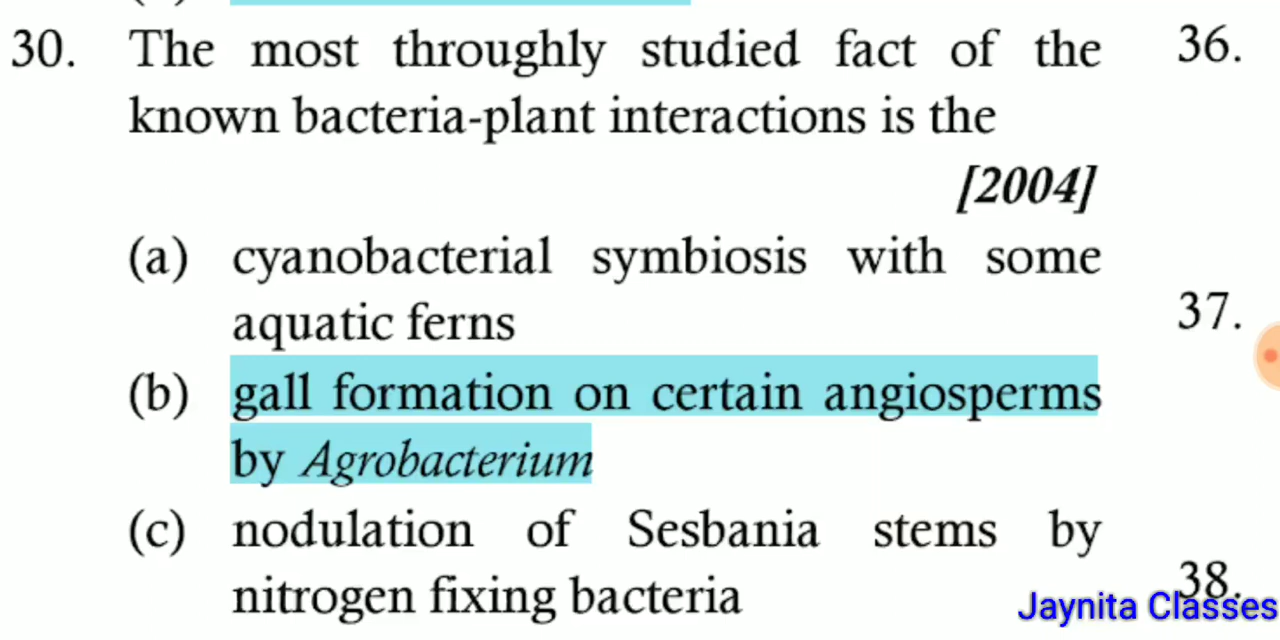 30. The most throughly studied fact of the
known bacteria-plant interactions is the
[2004]
(a) cyanobacterial symbiosis with some
aquatic ferns
(b) gall formation on certain angiosperms
by Agrobacterium
(c) nodulation of Sesbania stems by
nitrogen fixing bacteria
36.
37.
38.
Jaynita Classes